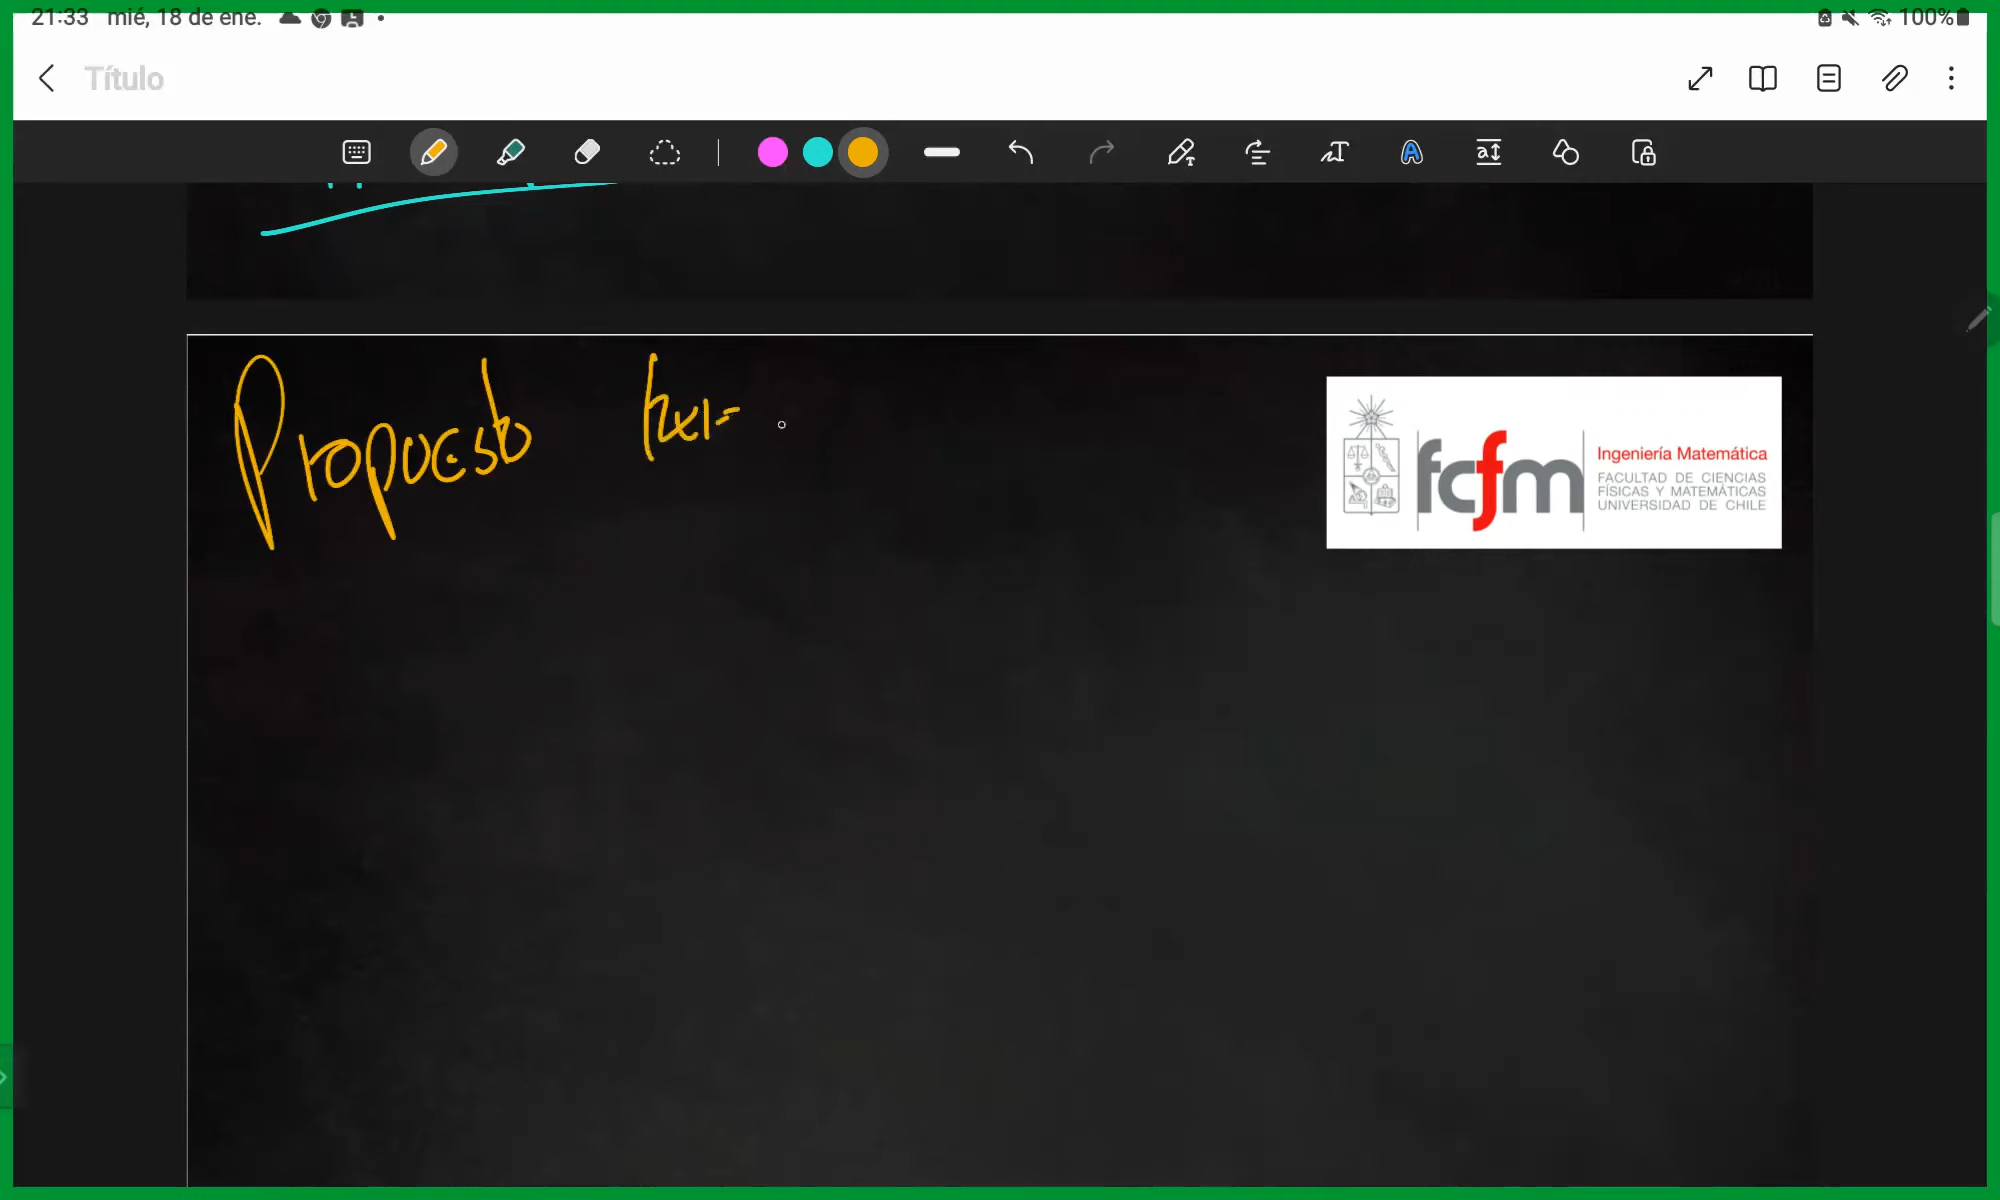 21:33 mié, 18 de ene. 100%
Título
Propuesto
fcfm
Ingeniería Matemática
FACULTAD DE CIENCIAS
FÍSICAS Y MATEMÁTICAS
UNIVERSIDAD DE CHILE